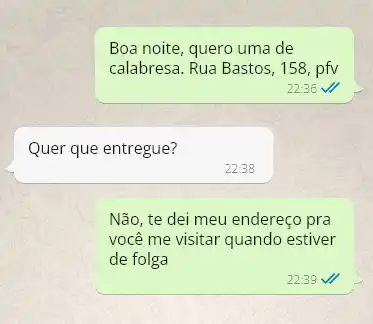 Boa noite, quero uma de
calabresa. Rua Bastos, 158, pfv
22:36
Quer que entregue?
22:38
Não, te dei meu endereço pra
você me visitar quando estiver
de folga
22:39